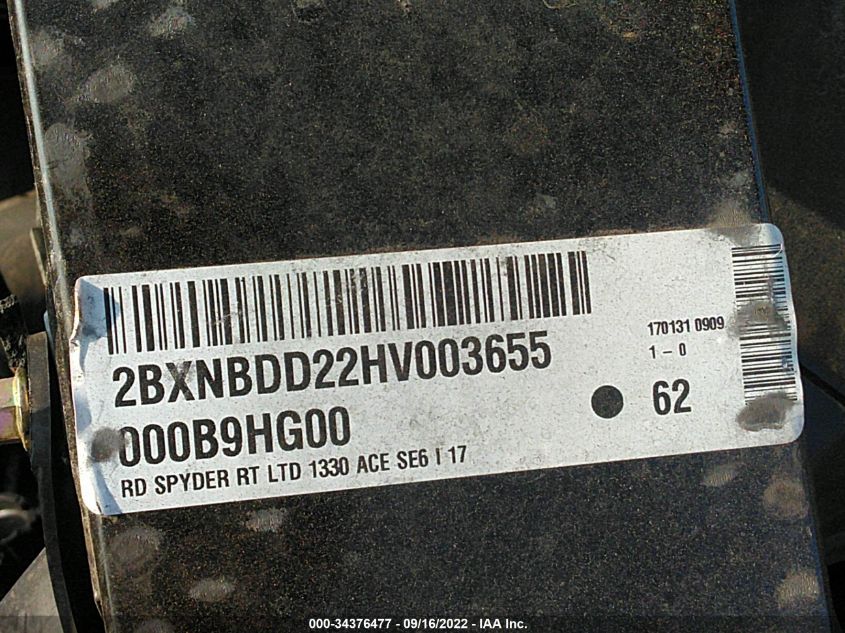 2BXNBDD22HV003655
000B9HG00
RD SPYDER RT LTD 1330 ACE SE6 I 17
170131 0909
1 - 0
62
000-34376477 - 09/16/2022 - IAA Inc.